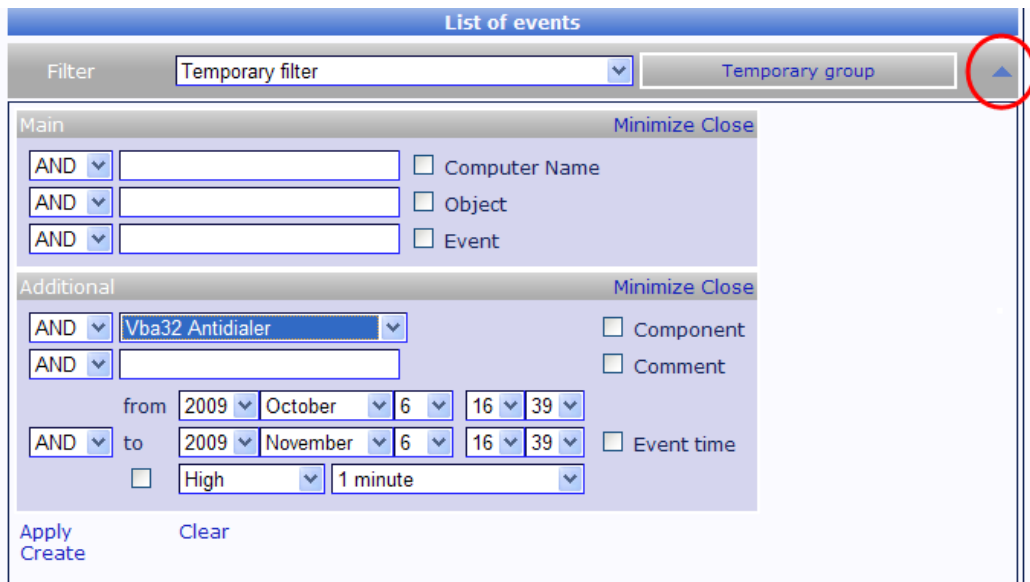 List of events
Filter Temporary filter Temporary group
Main Minimize Close
AND Computer Name
AND Object
AND Event
Additional Minimize Close
AND Vba32 Antidialer Component
AND Comment
from 2009 October 6 16 39
AND to 2009 November 6 16 39 Event time
High 1 minute
Apply Clear
Create